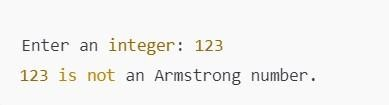 Enter an integer: 123
123 is not an Armstrong number.